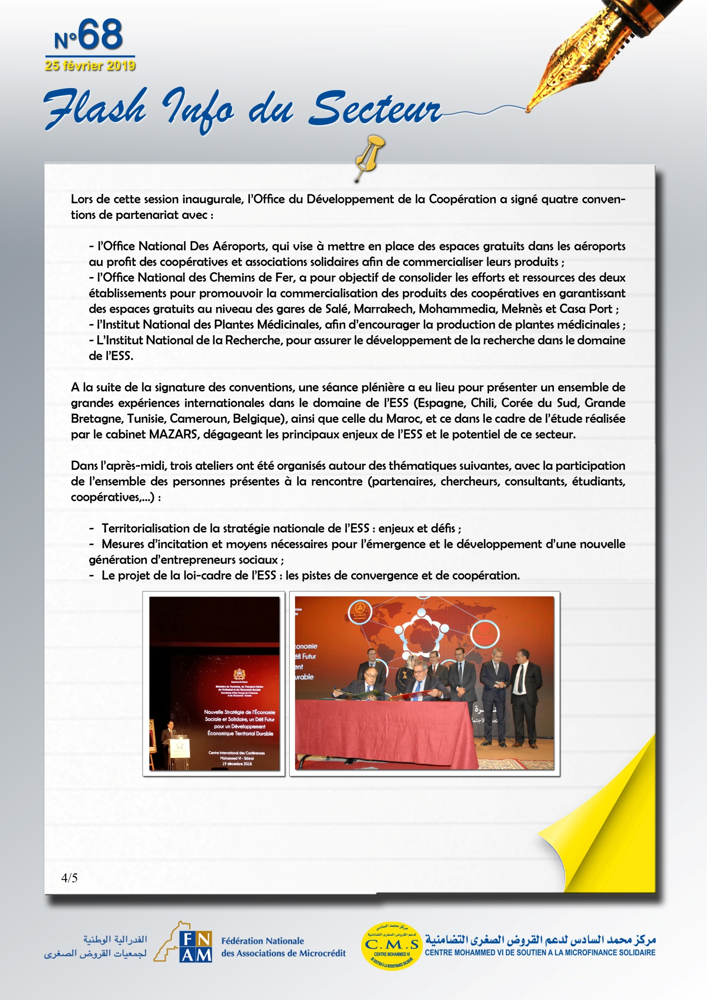 N°68
25 février 2019
Flash Info du Secteur
Lors de cette session inaugurale, l'Office du Développement de la Coopération a signé quatre conven-
tions de partenariat avec :
- l'Office National Des Aéroports, qui vise à mettre en place des espaces gratuits dans les aéroports
au profit des coopératives et associations solidaires afin de commercialiser leurs produits ;
- l'Office National des Chemins de Fer, a pour objectif de consolider les efforts et ressources des deux
établissements pour promouvoir la commercialisation des produits des coopératives en garantissant
des espaces gratuits au niveau des gares de Salé, Marrakech, Mohammedia, Meknès et Casa Port ;
- l'Institut National des Plantes Médicinales, afin d'encourager la production de plantes médicinales ;
- L'Institut National de la Recherche, pour assurer le développement de la recherche dans le domaine
de l'ESS.
A la suite de la signature des conventions, une séance plénière a eu lieu pour présenter un ensemble de
grandes expériences internationales dans le domaine de l'ESS (Espagne, Chili, Corée du Sud, Grande
Bretagne, Tunisie, Cameroun, Belgique), ainsi que celle du Maroc, et ce dans le cadre de l'étude réalisée
par le cabinet MAZARS, dégageant les principaux enjeux de l'ESS et le potentiel de ce secteur.
Dans l'après-midi, trois ateliers ont été organisés autour des thématiques suivantes, avec la participation
de l'ensemble des personnes présentes à la rencontre (partenaires, chercheurs, consultants, étudiants,
coopératives,...) :
- Territorialisation de la stratégie nationale de l'ESS : enjeux et défis ;
- Mesures d'incitation et moyens nécessaires pour l'émergence et le développement d'une nouvelle
génération d'entrepreneurs sociaux ;
- Le projet de la loi-cadre de l'ESS : les pistes de convergence et de coopération.
Royaume Du Maroc
Ministère du Tourisme, du Transport Aérien
de l'Artisanat et de l'Economie Sociale
Secrétariat d'Etat Chargé de l'Artisanat
et de l'Economie Sociale
Nouvelle Stratégie de l'Économie
Sociale et Solidaire, un Défi Futur
pour un Développement
Économique Territorial Durable
Centre International des Conférences
Mohammed VI - Skhirat
19 décembre 2018
conomie
éfi Futur
ent
urable
4/5
الفدرالية الوطنية
لجمعيات القروض الصغرى
FN
AM
Fédération Nationale
des Associations de Microcrédit
مركز محمد السادس
لدعم القروض الصغرى التضامنية
C.M.S
CENTRE MOHAMMED VI
DE SOUTIEN À LA MICROFINANCE SOLIDAIRE
مركز محمد السادس لدعم القروض الصغرى التضامنية
CENTRE MOHAMMED VI DE SOUTIEN A LA MICROFINANCE SOLIDAIRE